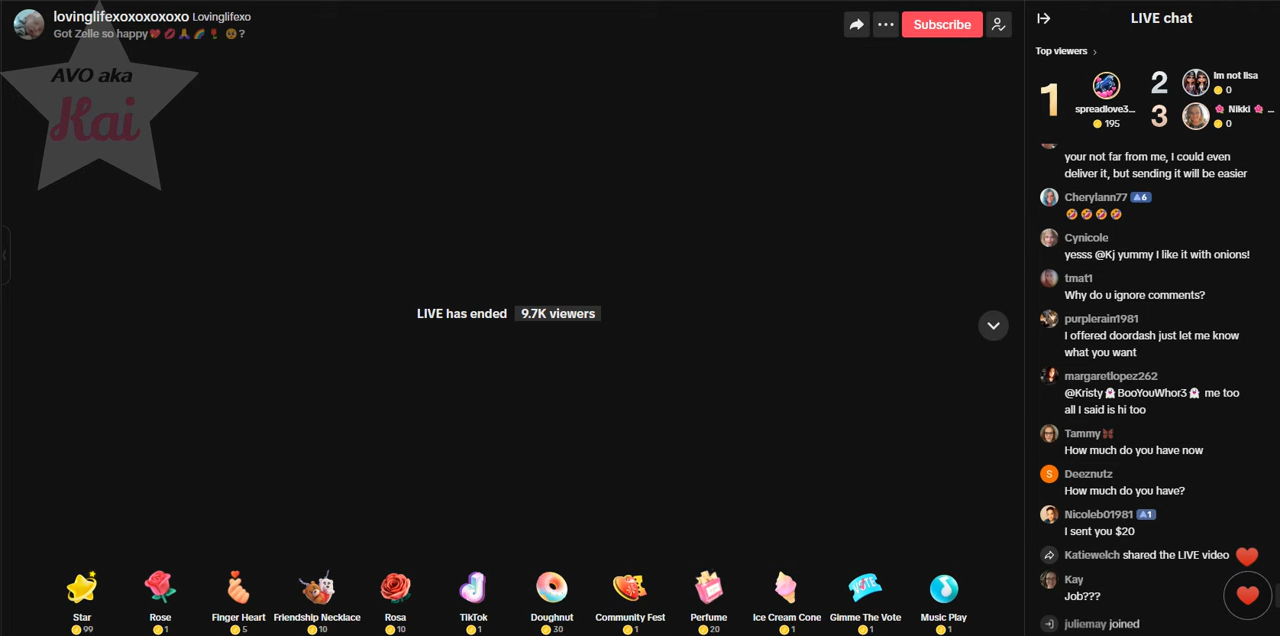 lovinglifexoxoxoxoxo Lovinglifexo
Got Zelle so happy💖💋🙏🌈🌹 😣?
Subscribe
AVO aka
Kai
LIVE has ended 9.7K viewers
Star
99
Rose
1
Finger Heart
5
Friendship Necklace
10
Rosa
10
TikTok
1
Doughnut
30
Community Fest
1
Perfume
20
Ice Cream Cone
1
Gimme The Vote
1
Music Play
1
LIVE chat
Top viewers >
1
spreadlove3...
195
2
Im not lisa
0
3
🌸 Nikki 🌸 ...
0
your not far from me, I could even
deliver it, but sending it will be easier
Cherylann77 6
🤣🤣🤣🤣
Cynicole
yesss @Kj yummy I like it with onions!
tmat1
Why do u ignore comments?
purplerain1981
I offered doordash just let me know
what you want
margaretlopez262
@Kristy👻BooYouWhor3👻 me too
all I said is hi too
Tammy🦋
How much do you have now
S Deeznutz
How much do you have?
Nicoleb01981 1
I sent you $20
Katiewelch shared the LIVE video
Kay
Job???
juliemay joined